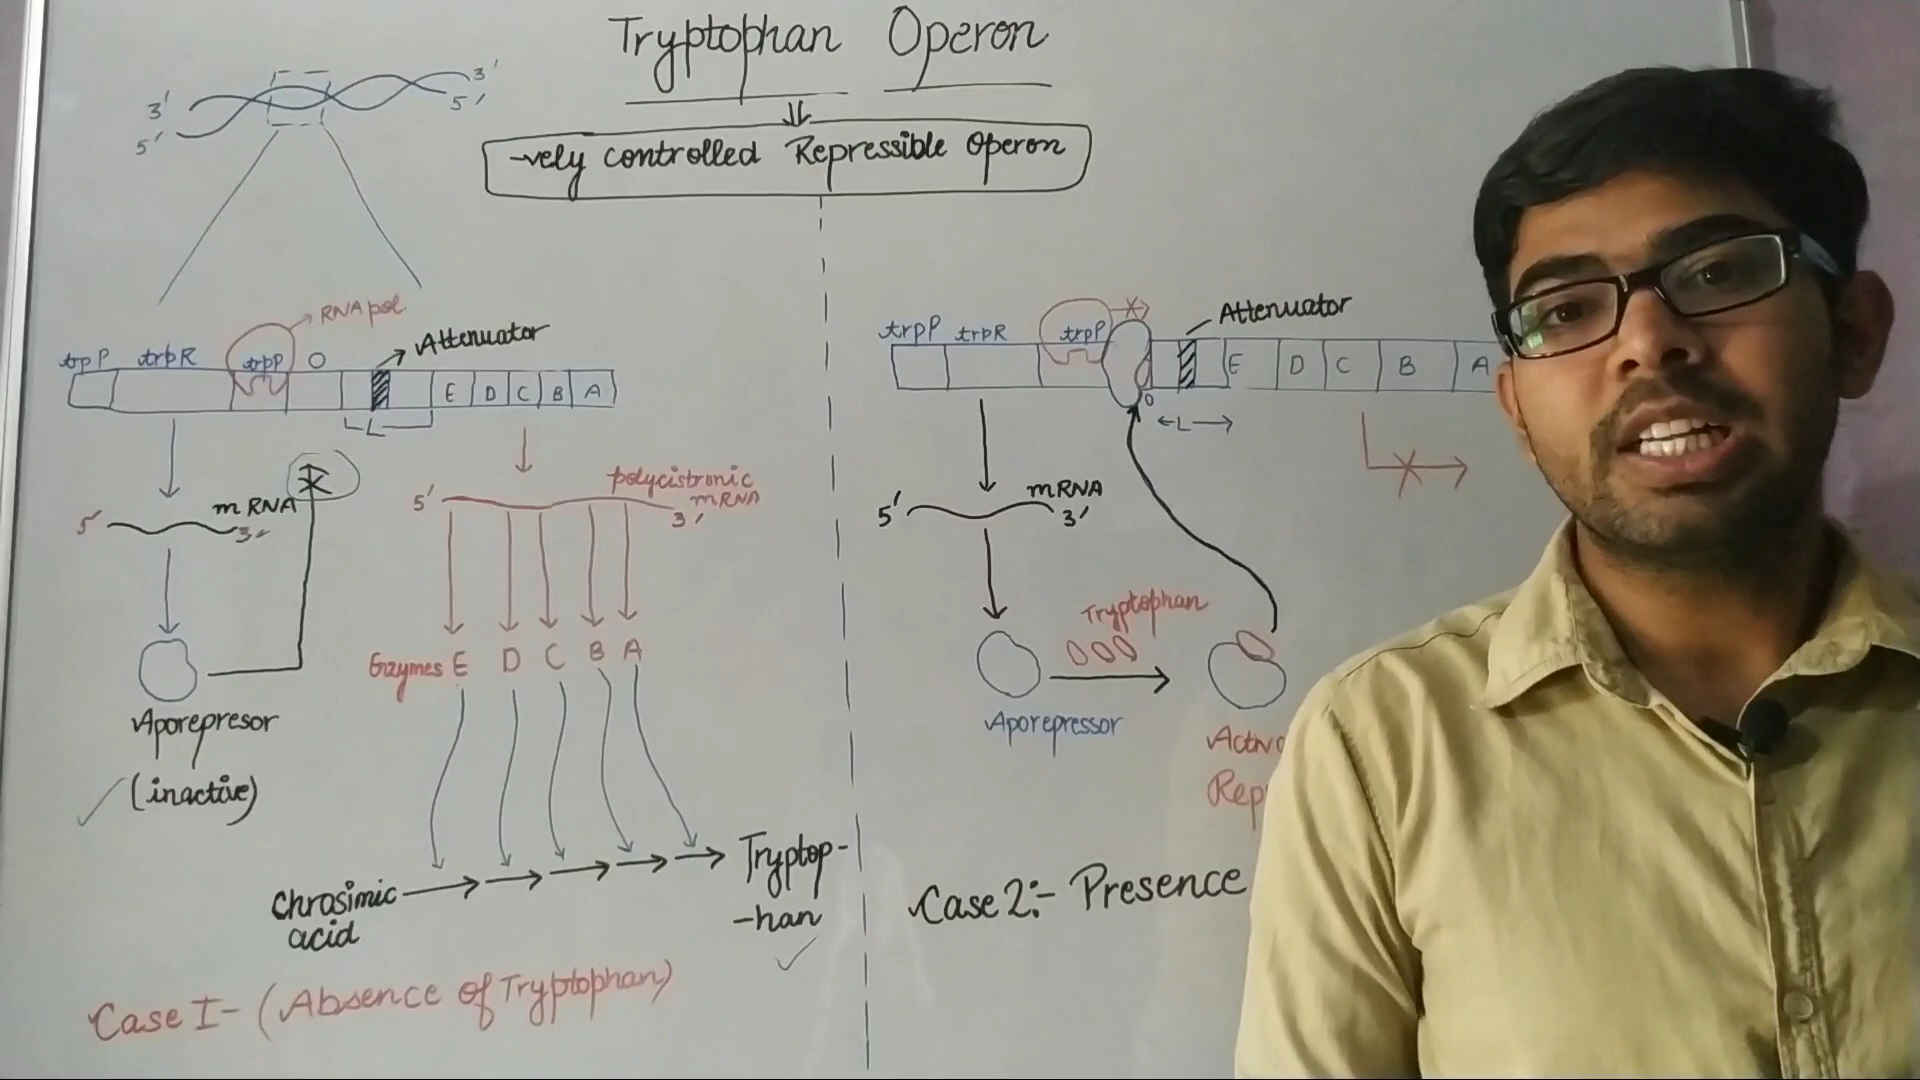 Tryptophan Operon
-vely controlled Repressible Operon
3' 3'
5' 5'
RNA pol
Attenuator
trpP trpR trpP O
E D C B A
L
5' mRNA 3'
5' polycistronic
mRNA
3'
Enzymes E D C B A
Aporepresor
(inactive)
Chrosimic
acid
Tryptop-
-han
Case I- (Absence of Tryptophan)
Attenuator
trpP trpR trpP
E D C B A
O
L
5' mRNA 3'
Tryptophan
Aporepressor
Activ
Rep
Case 2:- Presence